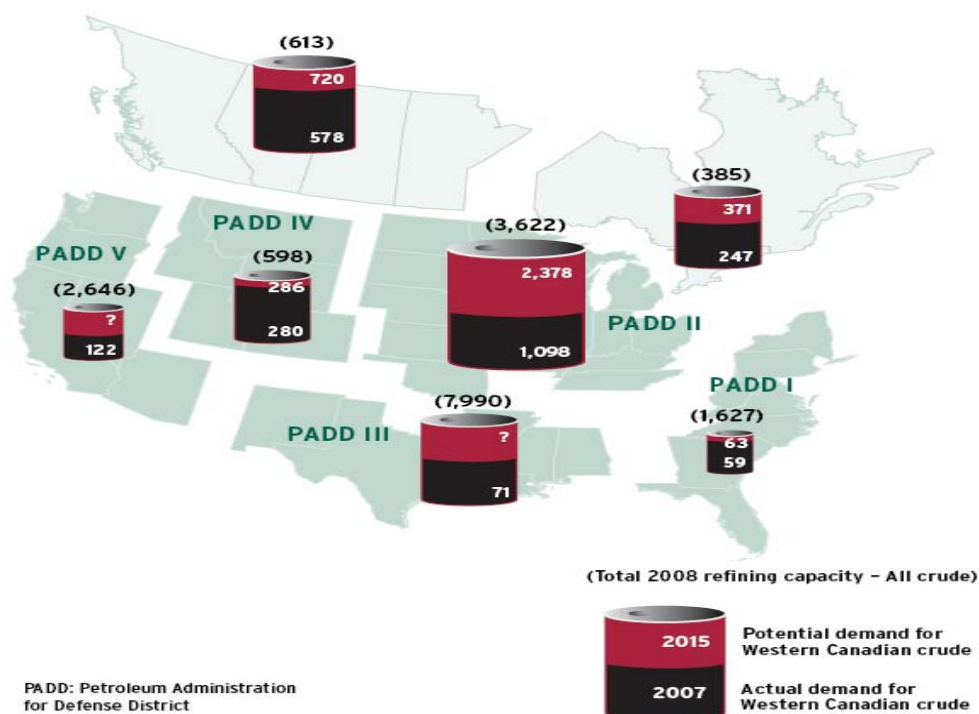 (613)
720
578
(385)
371
247
PADD IV
(598)
286
280
PADD V
(2,646)
?
122
(3,622)
2,378
1,098
PADD II
PADD I
(1,627)
63
59
PADD III
(7,990)
?
71
(Total 2008 refining capacity – All crude)
2015
Potential demand for
Western Canadian crude
2007
Actual demand for
Western Canadian crude
PADD: Petroleum Administration
for Defense District